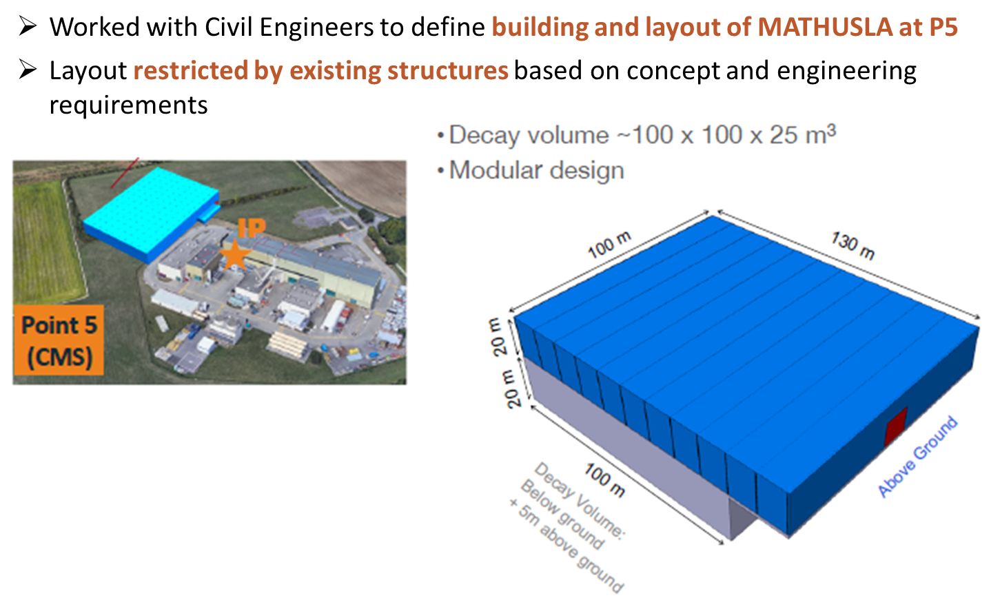 ➢ Worked with Civil Engineers to define building and layout of MATHUSLA at P5
➢ Layout restricted by existing structures based on concept and engineering
requirements
• Decay volume ~100 x 100 x 25 m³
• Modular design
IP
Point 5
(CMS)
100 m
130 m
20 m
20 m
100 m
Decay Volume:
Below ground
+ 5m above ground
Above Ground